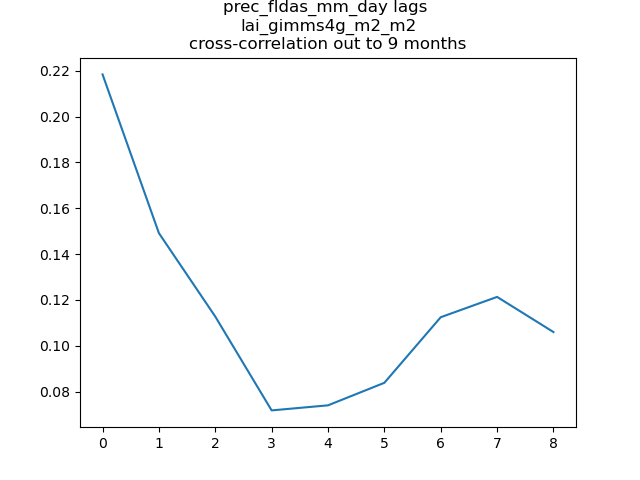 prec_fldas_mm_day lags
lai_gimms4g_m2_m2
cross-correlation out to 9 months
0.22
0.20
0.18
0.16
0.14
0.12
0.10
0.08
0 1 2 3 4 5 6 7 8